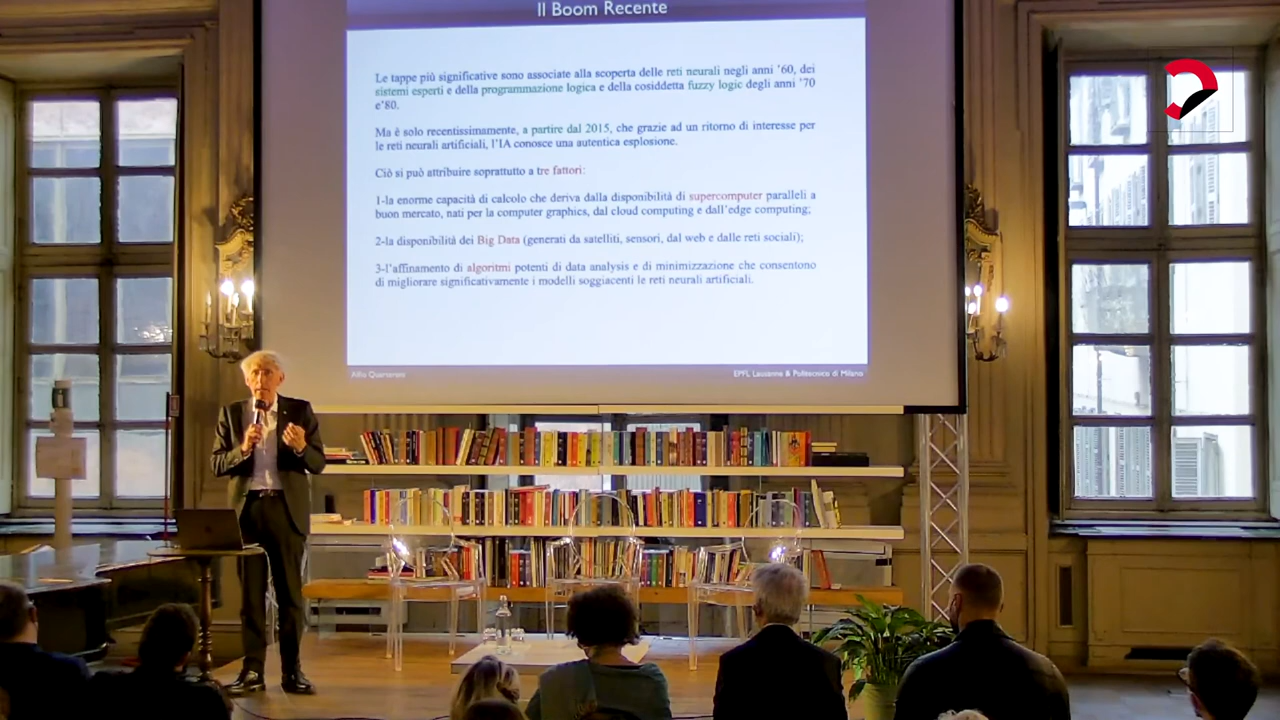 Il Boom Recente
Le tappe più significative sono associate alla scoperta delle reti neurali negli anni '60, dei
sistemi esperti e della programmazione logica e della cosiddetta fuzzy logic degli anni '70
e'80.
Ma è solo recentissimamente, a partire dal 2015, che grazie ad un ritorno di interesse per
le reti neurali artificiali, l'IA conosce una autentica esplosione.
Ciò si può attribuire soprattutto a tre fattori:
1-la enorme capacità di calcolo che deriva dalla disponibilità di supercomputer paralleli a
buon mercato, nati per la computer graphics, dal cloud computing e dall'edge computing;
2-la disponibilità dei Big Data (generati da satelliti, sensori, dal web e dalle reti sociali);
3-l'affinamento di algoritmi potenti di data analysis e di minimizzazione che consentono
di migliorare significativamente i modelli soggiacenti le reti neurali artificiali.
Alfio Quarteroni
EPFL Lausanne & Politecnico di Milano